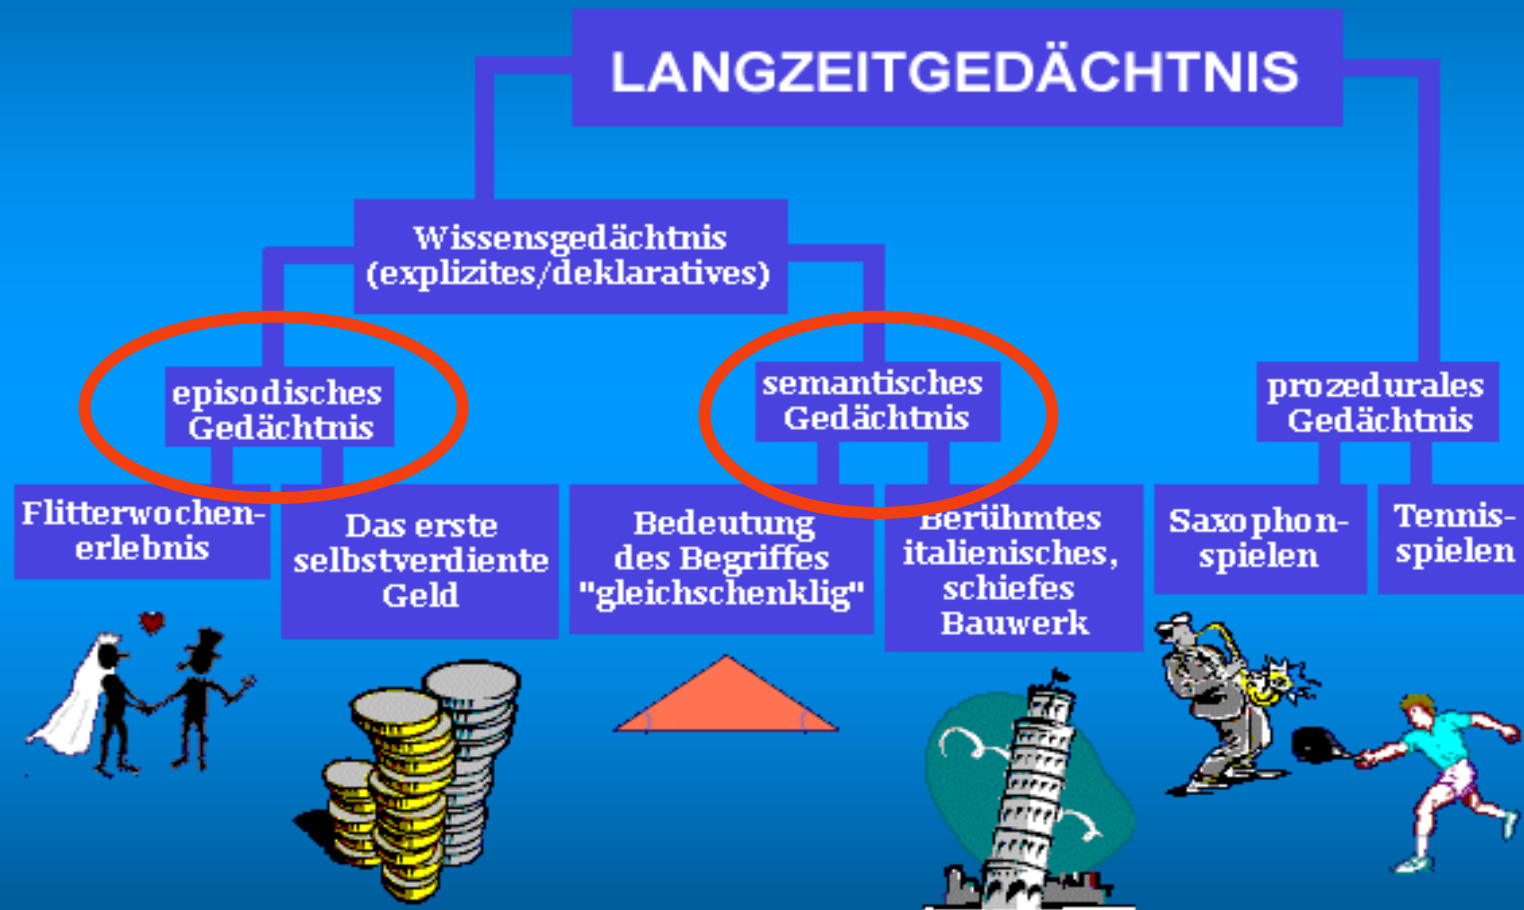 LANGZEITGEDÄCHTNIS
Wissensgedächtnis
(explizites/deklaratives)
episodisches
Gedächtnis
semantisches
Gedächtnis
prozedurales
Gedächtnis
Flitterwochen-
erlebnis
Das erste
selbstverdiente
Geld
Bedeutung
des Begriffes
"gleichschenklig"
Berühmtes
italienisches,
schiefes
Bauwerk
Saxophon-
spielen
Tennis-
spielen